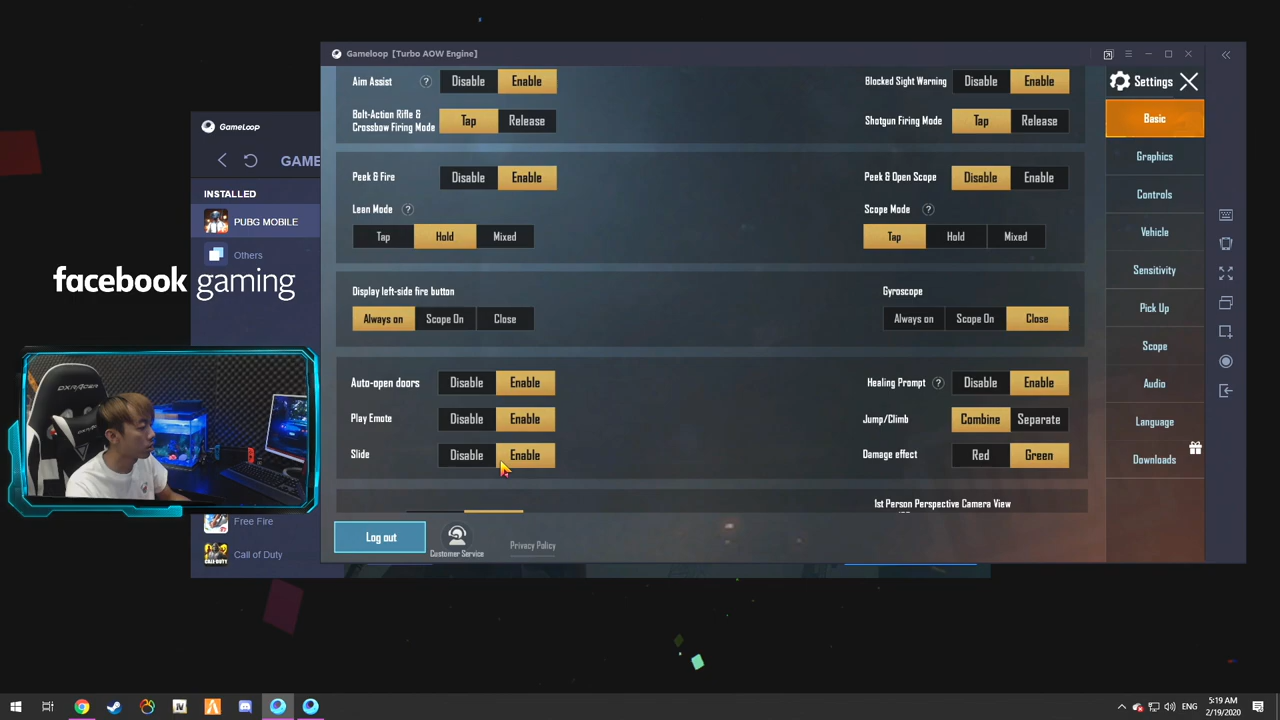 Gameloop [Turbo AOW Engine]
Aim Assist ? Disable Enable
Blocked Sight Warning Disable Enable
Bolt-Action Rifle &
Crossbow Firing Mode Tap Release
Shotgun Firing Mode Tap Release
Peek & Fire Disable Enable
Peek & Open Scope Disable Enable
Lean Mode ?
Tap Hold Mixed
Scope Mode ?
Tap Hold Mixed
Display left-side fire button
Always on Scope On Close
Gyroscope
Always on Scope On Close
Auto-open doors Disable Enable
Healing Prompt ? Disable Enable
Play Emote Disable Enable
Jump/Climb Combine Separate
Slide Disable Enable
Damage effect Red Green
1st Person Perspective Camera View
Log out
Customer Service
Privacy Policy
Settings
Basic
Graphics
Controls
Vehicle
Sensitivity
Pick Up
Scope
Audio
Language
Downloads
GameLoop
GAME
INSTALLED
PUBG MOBILE
Others
Free Fire
Call of Duty
facebook gaming
DXRACER
IV
ENG
5:19 AM
2/19/2020